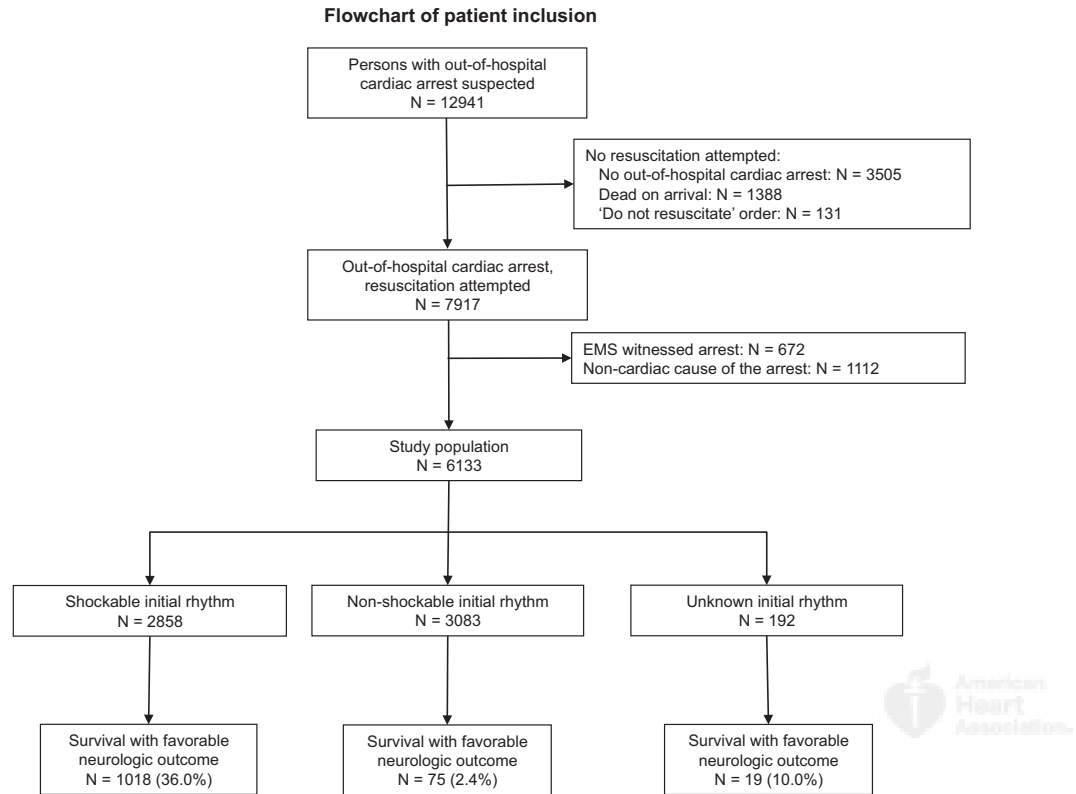 Flowchart of patient inclusion
Persons with out-of-hospital
cardiac arrest suspected
N = 12941
No resuscitation attempted:
No out-of-hospital cardiac arrest: N = 3505
Dead on arrival: N = 1388
‘Do not resuscitate’ order: N = 131
Out-of-hospital cardiac arrest,
resuscitation attempted
N = 7917
EMS witnessed arrest: N = 672
Non-cardiac cause of the arrest: N = 1112
Study population
N = 6133
Shockable initial rhythm
N = 2858
Non-shockable initial rhythm
N = 3083
Unknown initial rhythm
N = 192
Survival with favorable
neurologic outcome
N = 1018 (36.0%)
Survival with favorable
neurologic outcome
N = 75 (2.4%)
Survival with favorable
neurologic outcome
N = 19 (10.0%)
American
Heart
Association